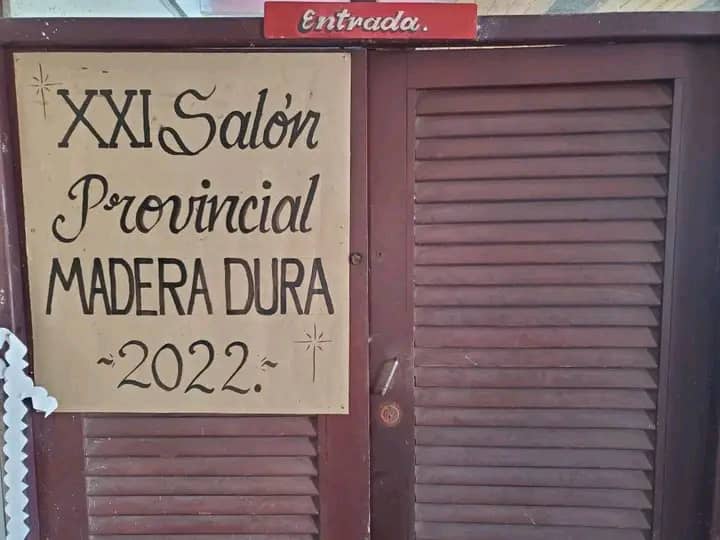 Entrada.
XXI Salón
Provincial
MADERA DURA
~2022.~